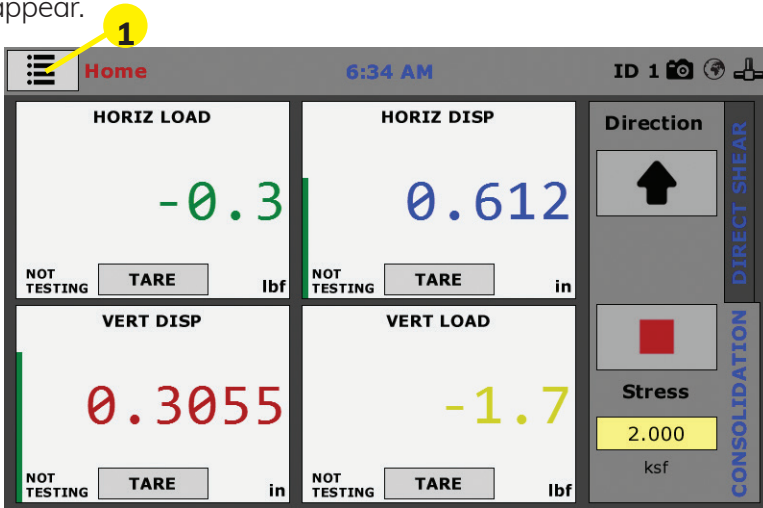 appear.
1
Home 6:34 AM ID 1
HORIZ LOAD
-0.3
NOT
TESTING
TARE
lbf
HORIZ DISP
0.612
NOT
TESTING
TARE
in
VERT DISP
0.3055
NOT
TESTING
TARE
in
VERT LOAD
-1.7
NOT
TESTING
TARE
lbf
Direction
Stress
2.000
ksf
DIRECT SHEAR
CONSOLIDATION